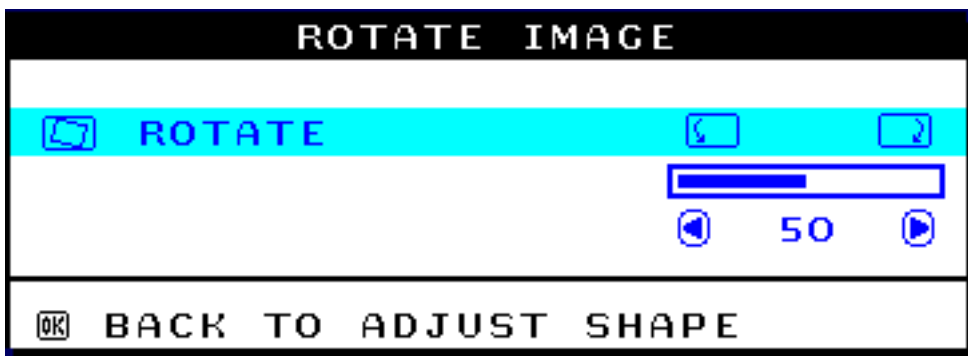 ROTATE IMAGE
ROTATE
50
OK BACK TO ADJUST SHAPE